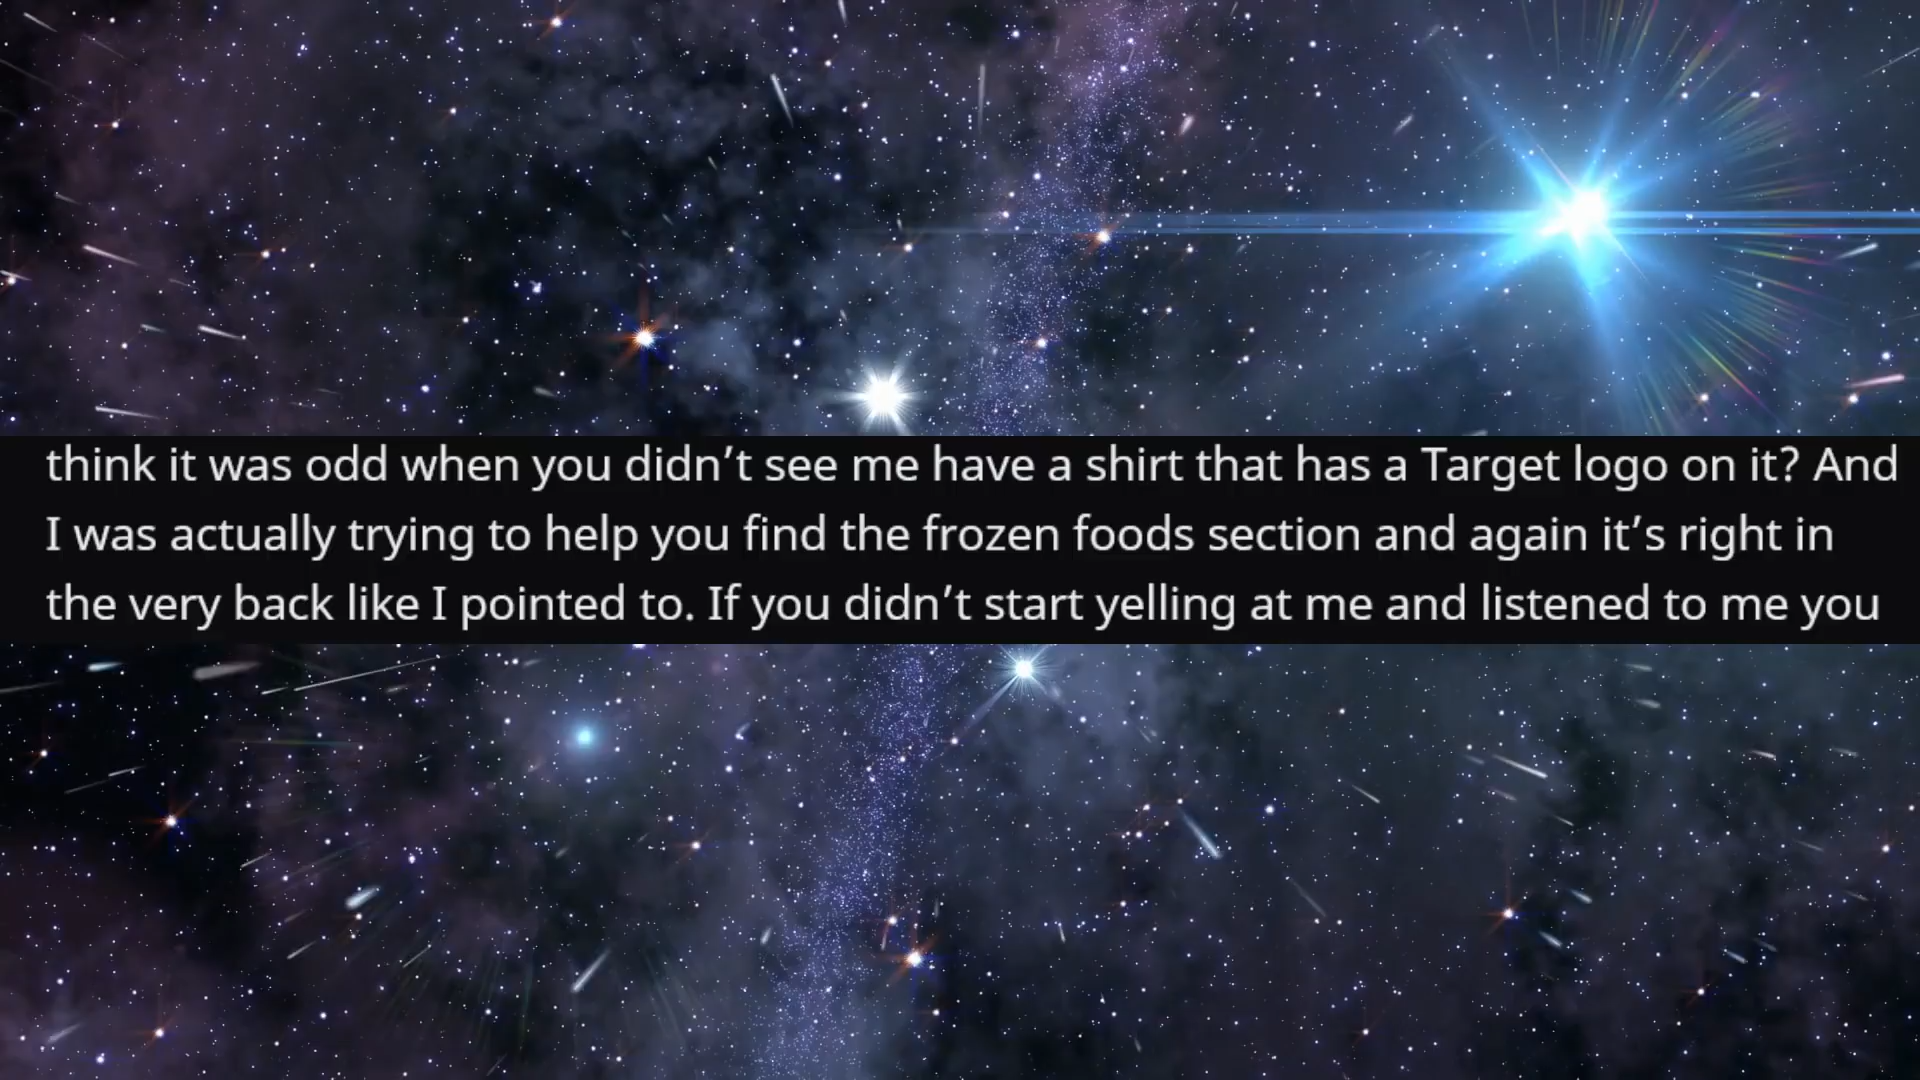 think it was odd when you didn’t see me have a shirt that has a Target logo on it? And
I was actually trying to help you find the frozen foods section and again it’s right in
the very back like I pointed to. If you didn’t start yelling at me and listened to me you